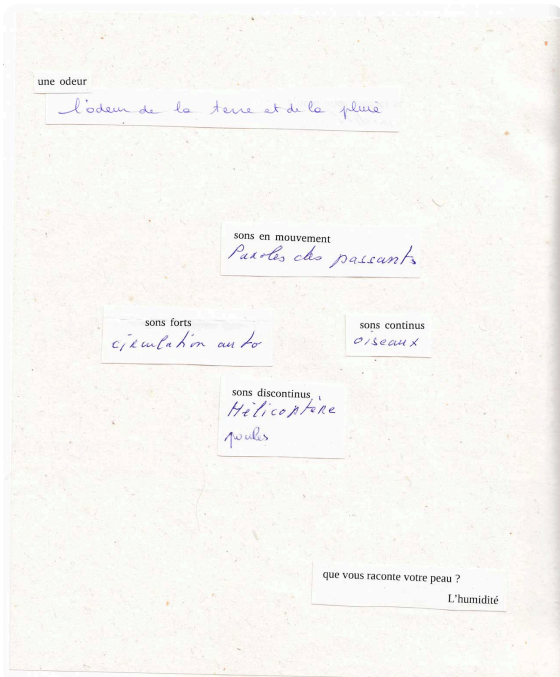 une odeur
l'odeur de la terre et de la pluie
sons en mouvement
Paroles des passants
sons forts
circulation auto
sons continus
oiseaux
sons discontinus
Hélicoptère
poules
que vous raconte votre peau ?
L'humidité